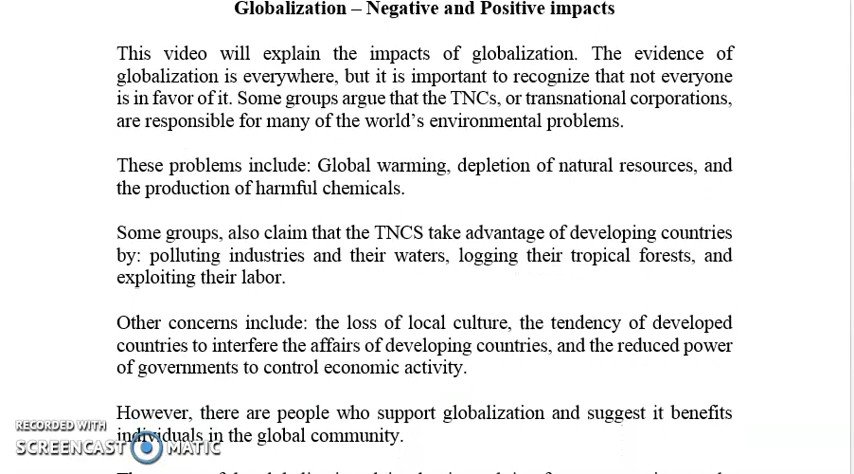 Globalization – Negative and Positive impacts
This video will explain the impacts of globalization. The evidence of
globalization is everywhere, but it is important to recognize that not everyone
is in favor of it. Some groups argue that the TNCs, or transnational corporations,
are responsible for many of the world's environmental problems.
These problems include: Global warming, depletion of natural resources, and
the production of harmful chemicals.
Some groups, also claim that the TNCS take advantage of developing countries
by: polluting industries and their waters, logging their tropical forests, and
exploiting their labor.
Other concerns include: the loss of local culture, the tendency of developed
countries to interfere the affairs of developing countries, and the reduced power
of governments to control economic activity.
However, there are people who support globalization and suggest it benefits
individuals in the global community.
RECORDED WITH
SCREENCAST MATIC